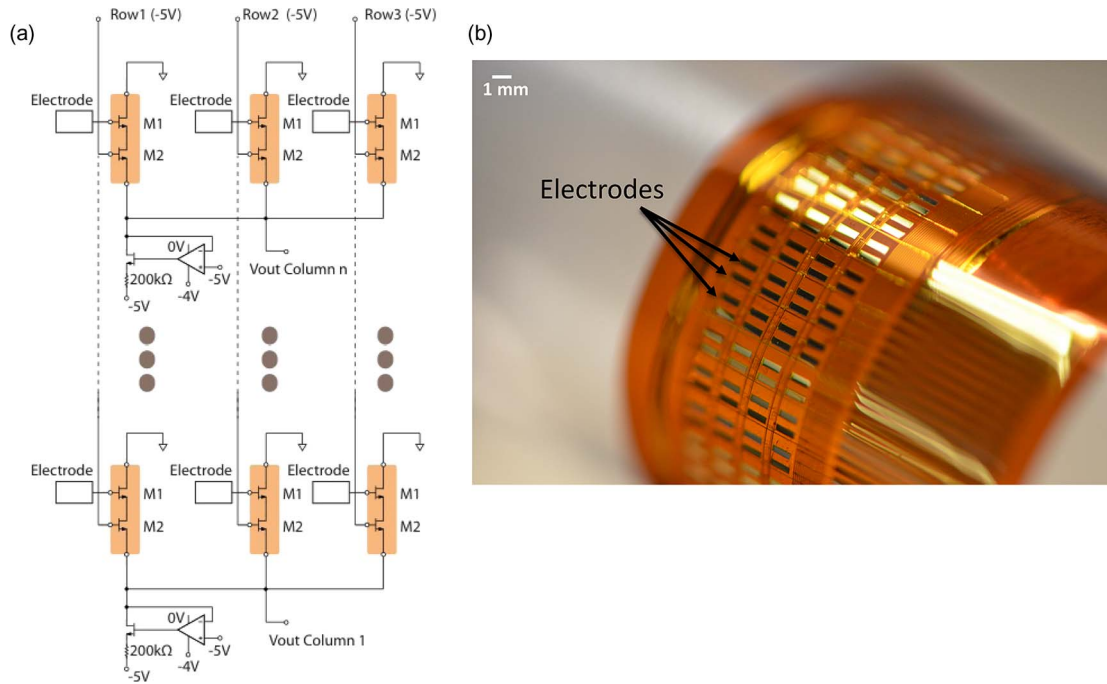 (a)
Row1 (-5V)
Row2 (-5V)
Row3 (-5V)
Electrode
M1
M2
Electrode
M1
M2
Electrode
M1
M2
0V
-
+
-5V
-4V
200kΩ
-5V
Vout Column n
Electrode
M1
M2
Electrode
M1
M2
Electrode
M1
M2
0V
-
+
-5V
-4V
200kΩ
-5V
Vout Column 1
(b)
1 mm
Electrodes